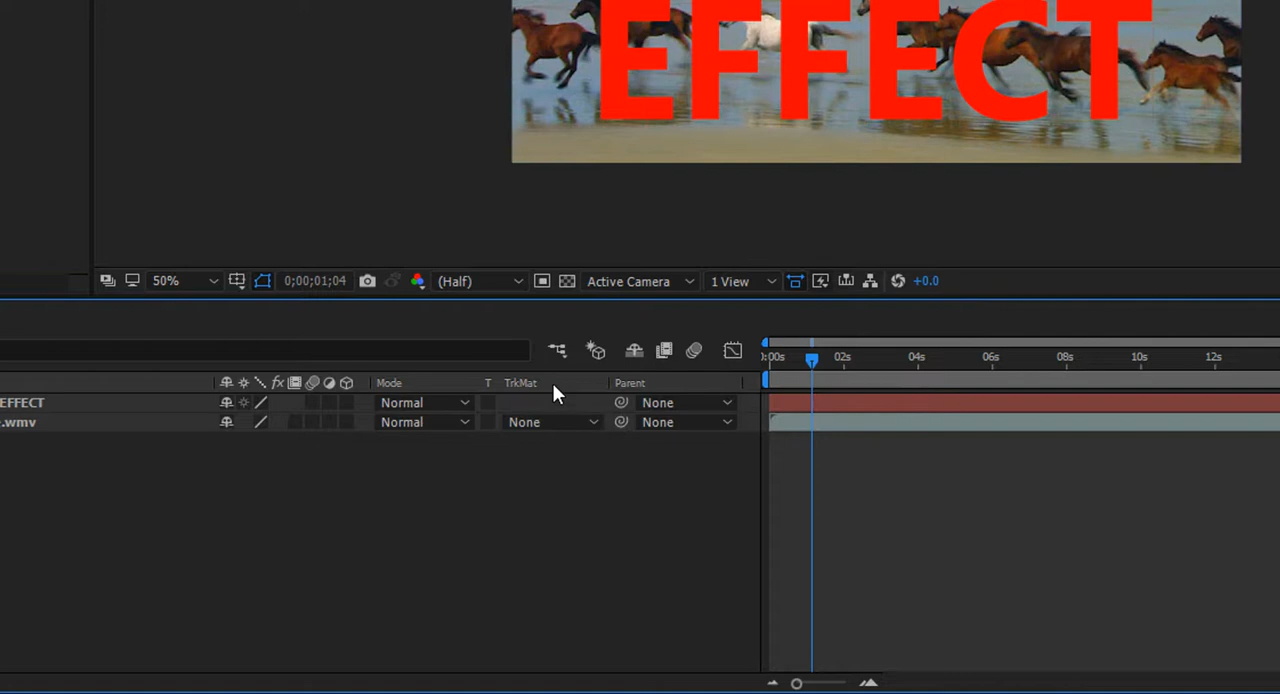 EFFECT
50%
0;00;01;04
(Half)
Active Camera
1 View
+0.0
:00s 02s 04s 06s 08s 10s 12s
Mode T TrkMat Parent
EFFECT Normal None
.wmv Normal None None